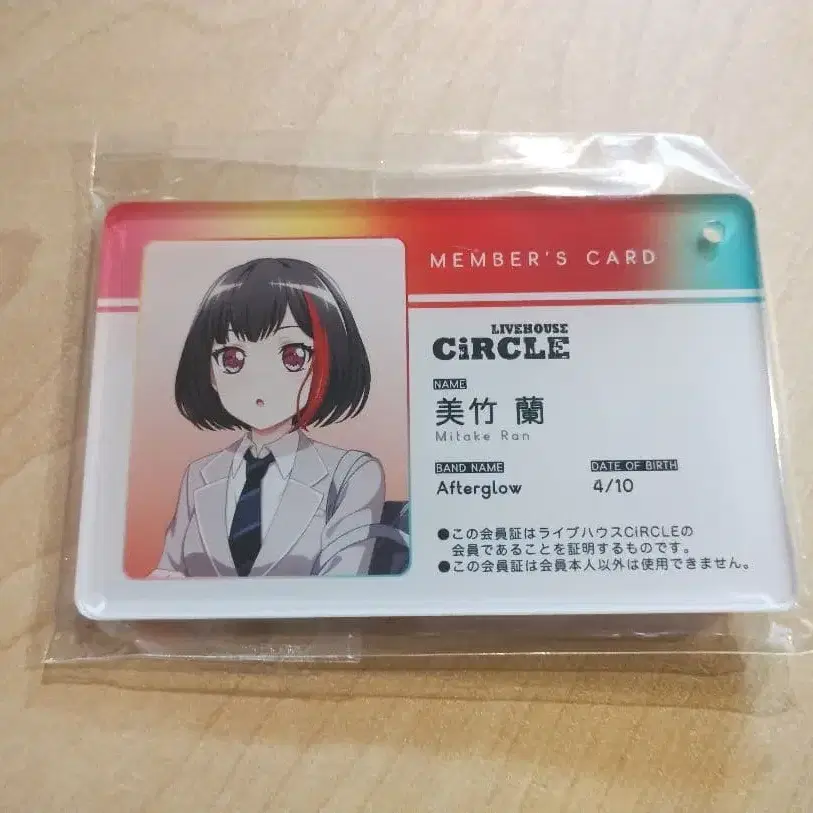 MEMBER'S CARD
LIVEHOUSE
CiRCLE
NAME
美竹 蘭
Mitake Ran
BAND NAME
Afterglow
DATE OF BIRTH
4/10
●この会員証はライブハウスCiRCLEの
会員であることを証明するものです。
●この会員証は会員本人以外は使用できません。